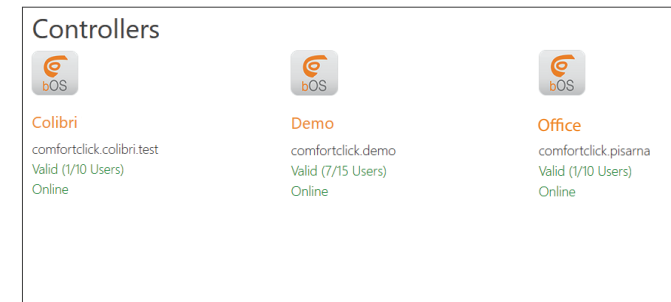 Controllers
bOS
Colibri
comfortclick.colibri.test
Valid (1/10 Users)
Online
bOS
Demo
comfortclick.demo
Valid (7/15 Users)
Online
bOS
Office
comfortclick.pisarna
Valid (1/10 Users)
Online